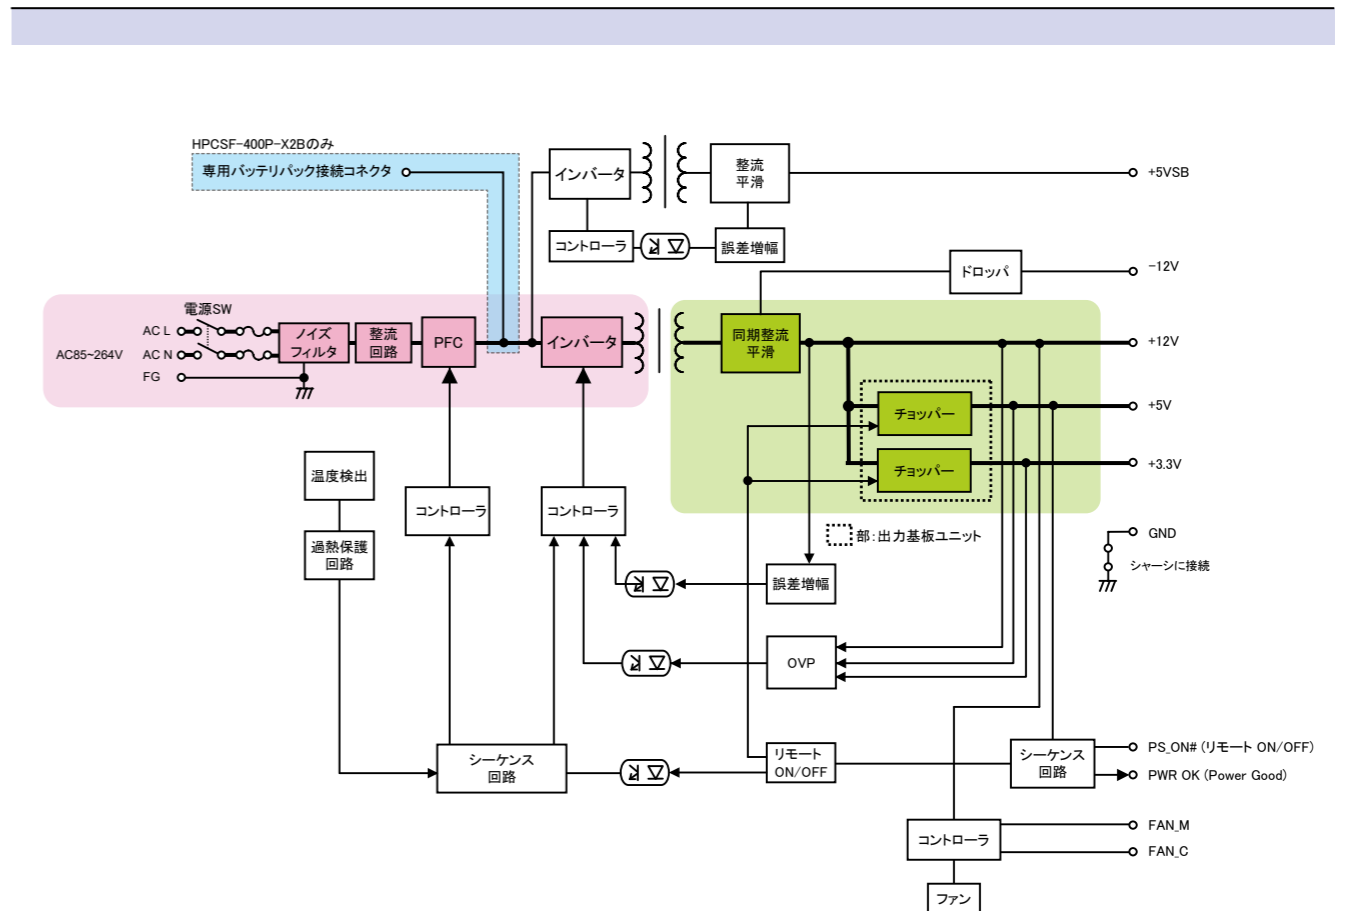 HPCSF-400P-X2Bのみ
専用バッテリパック接続コネクタ
インバータ
整流
平滑
+5VSB
コントローラ
誤差増幅
ドロッパ
-12V
電源SW
AC L
AC N
FG
AC85~264V
ノイズ
フィルタ
整流
回路
PFC
インバータ
同期整流
平滑
+12V
チョッパー
+5V
チョッパー
+3.3V
温度検出
過熱保護
回路
コントローラ
コントローラ
部:出力基板ユニット
GND
シャーシに接続
誤差増幅
OVP
シーケンス
回路
リモート
ON/OFF
シーケンス
回路
PS_ON# (リモート ON/OFF)
PWR OK (Power Good)
コントローラ
FAN_M
FAN_C
ファン